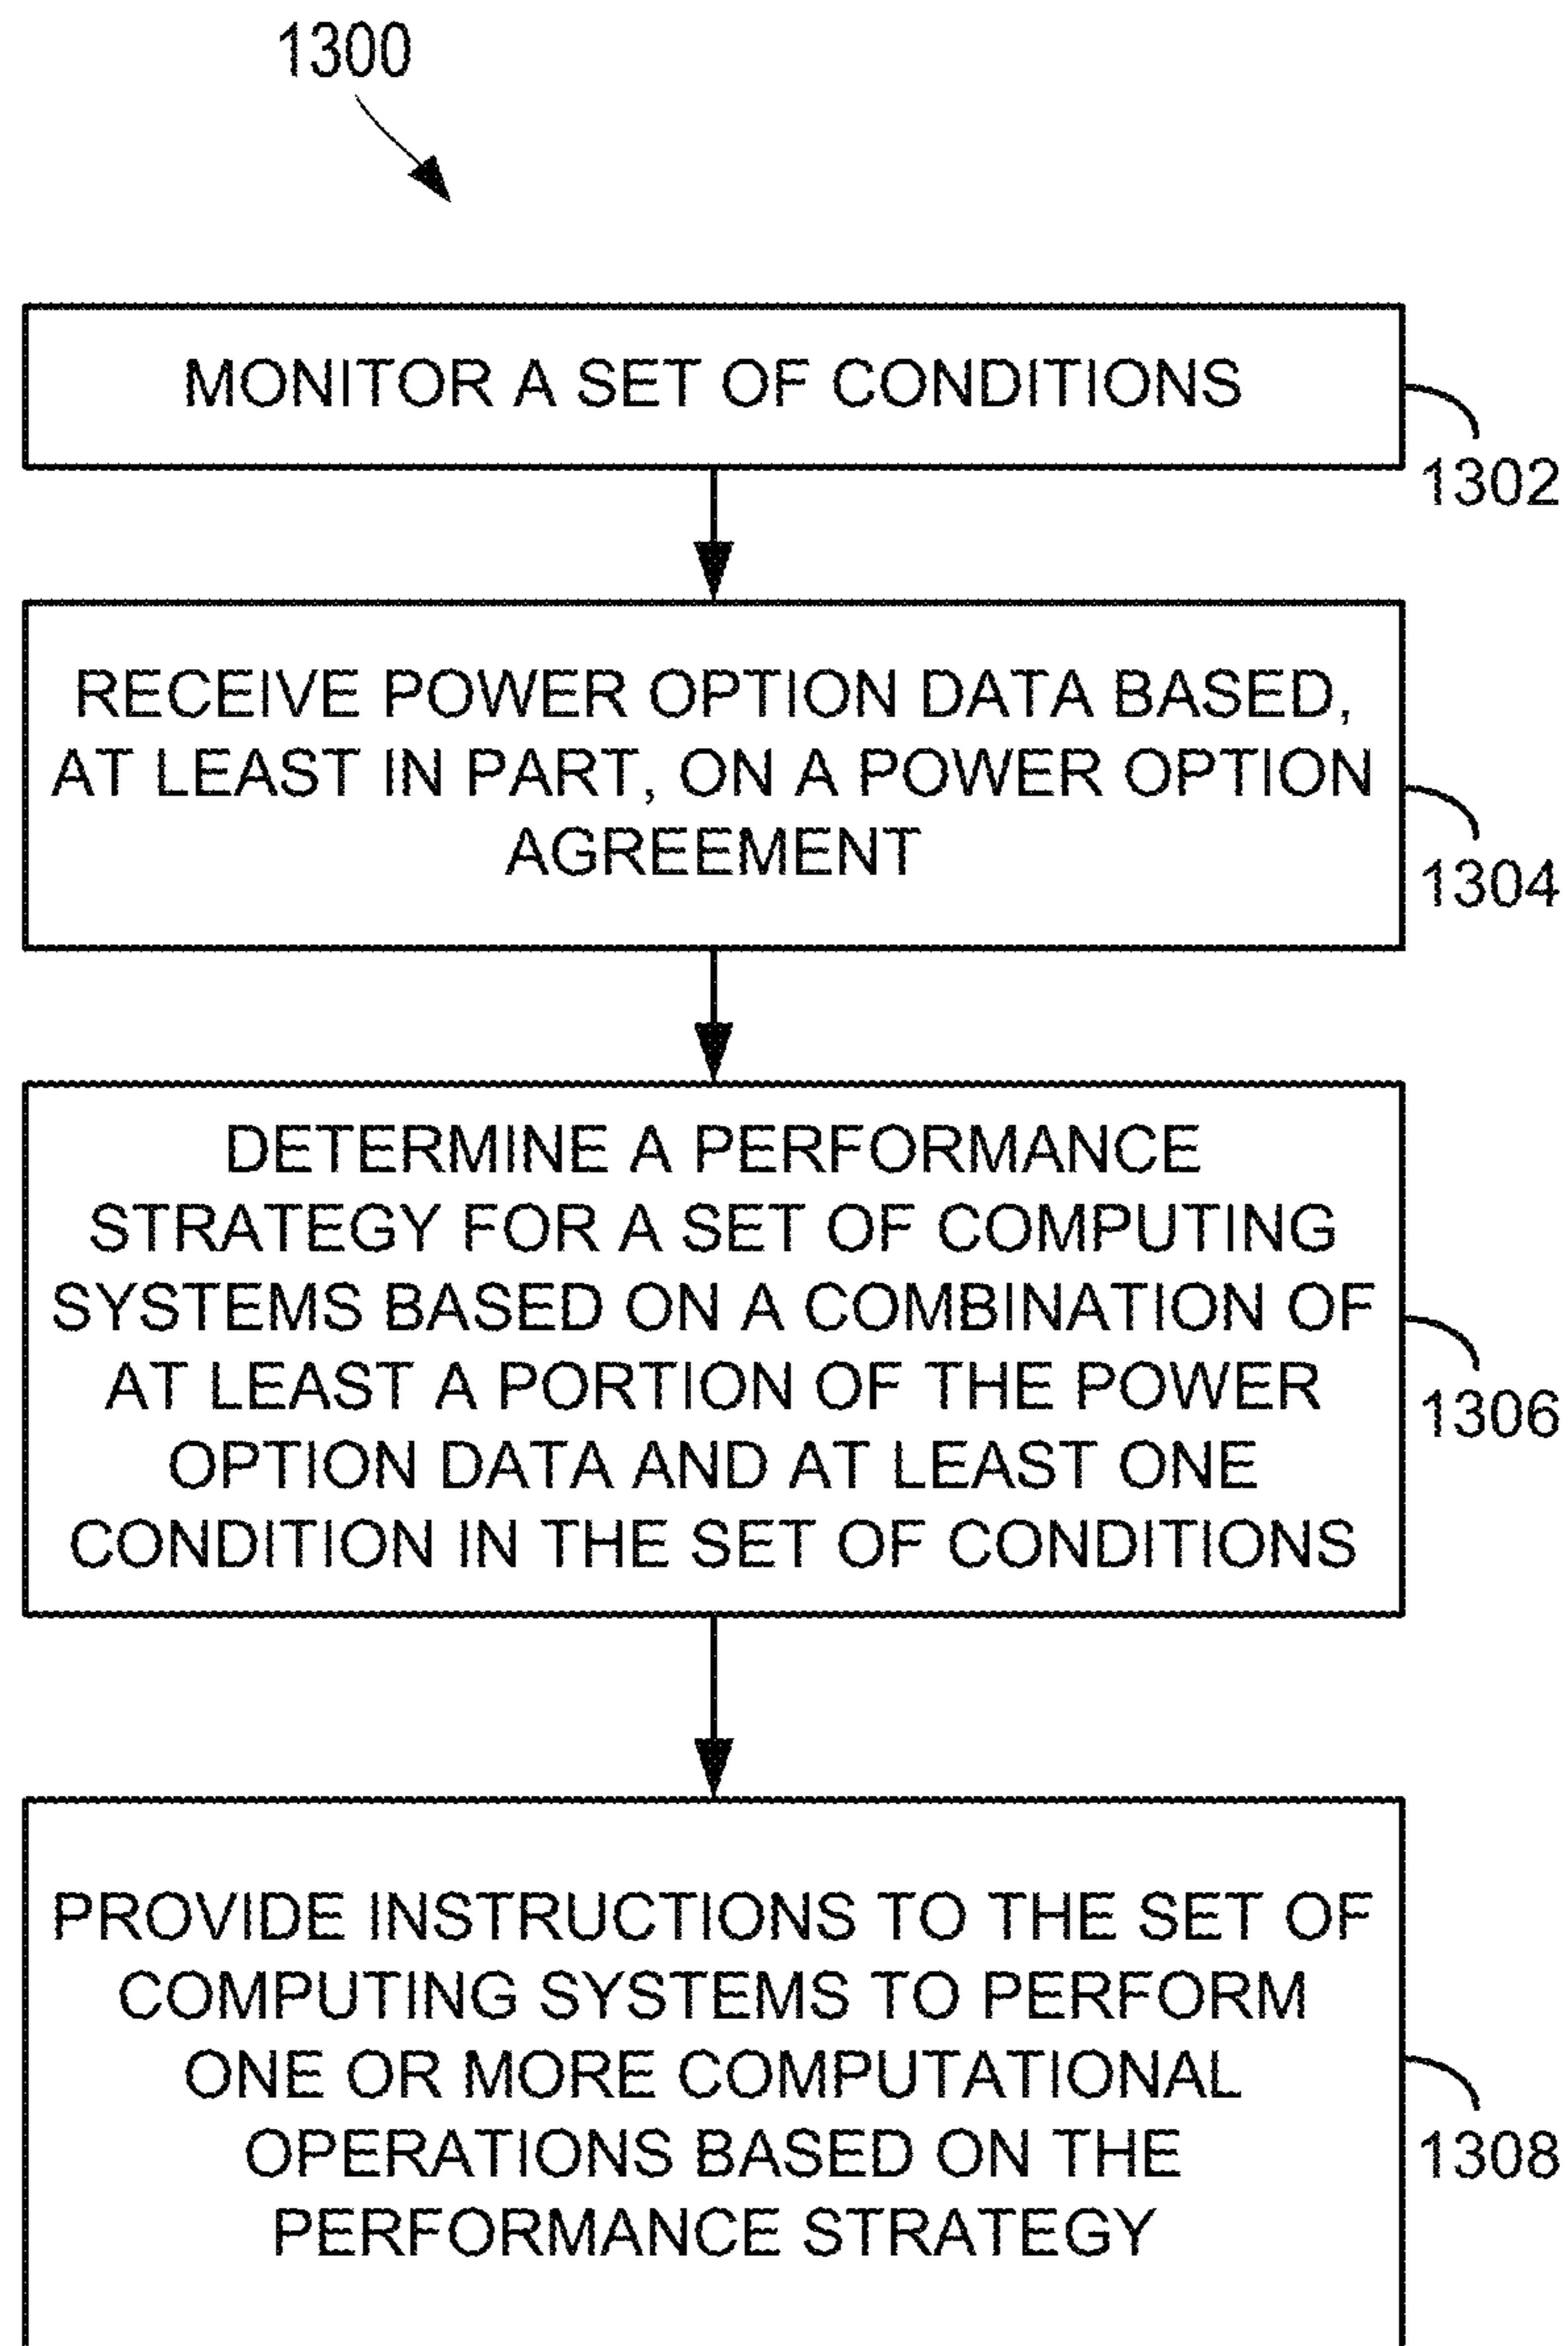 1300
MONITOR A SET OF CONDITIONS
1302
RECEIVE POWER OPTION DATA BASED,
AT LEAST IN PART, ON A POWER OPTION
AGREEMENT
1304
DETERMINE A PERFORMANCE
STRATEGY FOR A SET OF COMPUTING
SYSTEMS BASED ON A COMBINATION OF
AT LEAST A PORTION OF THE POWER
OPTION DATA AND AT LEAST ONE
CONDITION IN THE SET OF CONDITIONS
1306
PROVIDE INSTRUCTIONS TO THE SET OF
COMPUTING SYSTEMS TO PERFORM
ONE OR MORE COMPUTATIONAL
OPERATIONS BASED ON THE
PERFORMANCE STRATEGY
1308